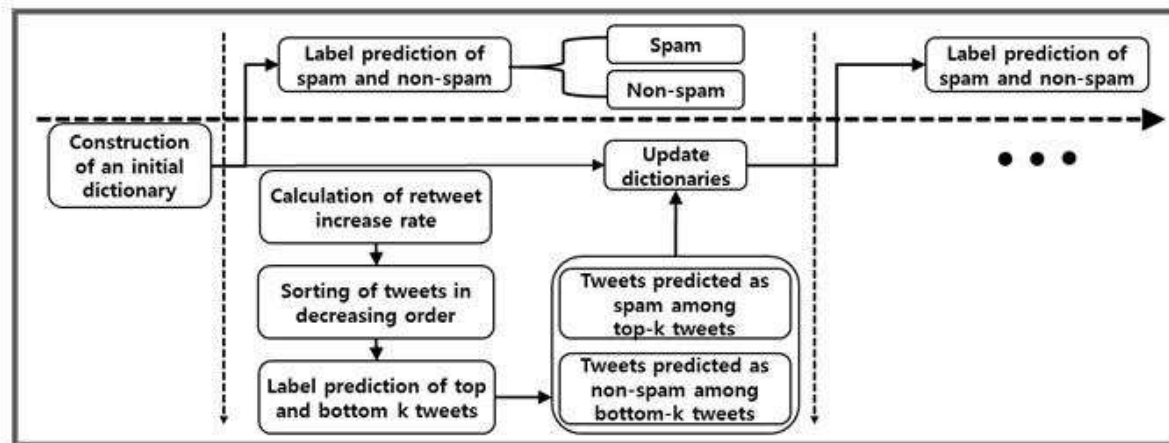 Label prediction of
spam and non-spam
Spam
Non-spam
Label prediction of
spam and non-spam
Construction
of an initial
dictionary
Update
dictionaries
Calculation of retweet
increase rate
Sorting of tweets in
decreasing order
Label prediction of top
and bottom k tweets
Tweets predicted as
spam among
top-k tweets
Tweets predicted as
non-spam among
bottom-k tweets